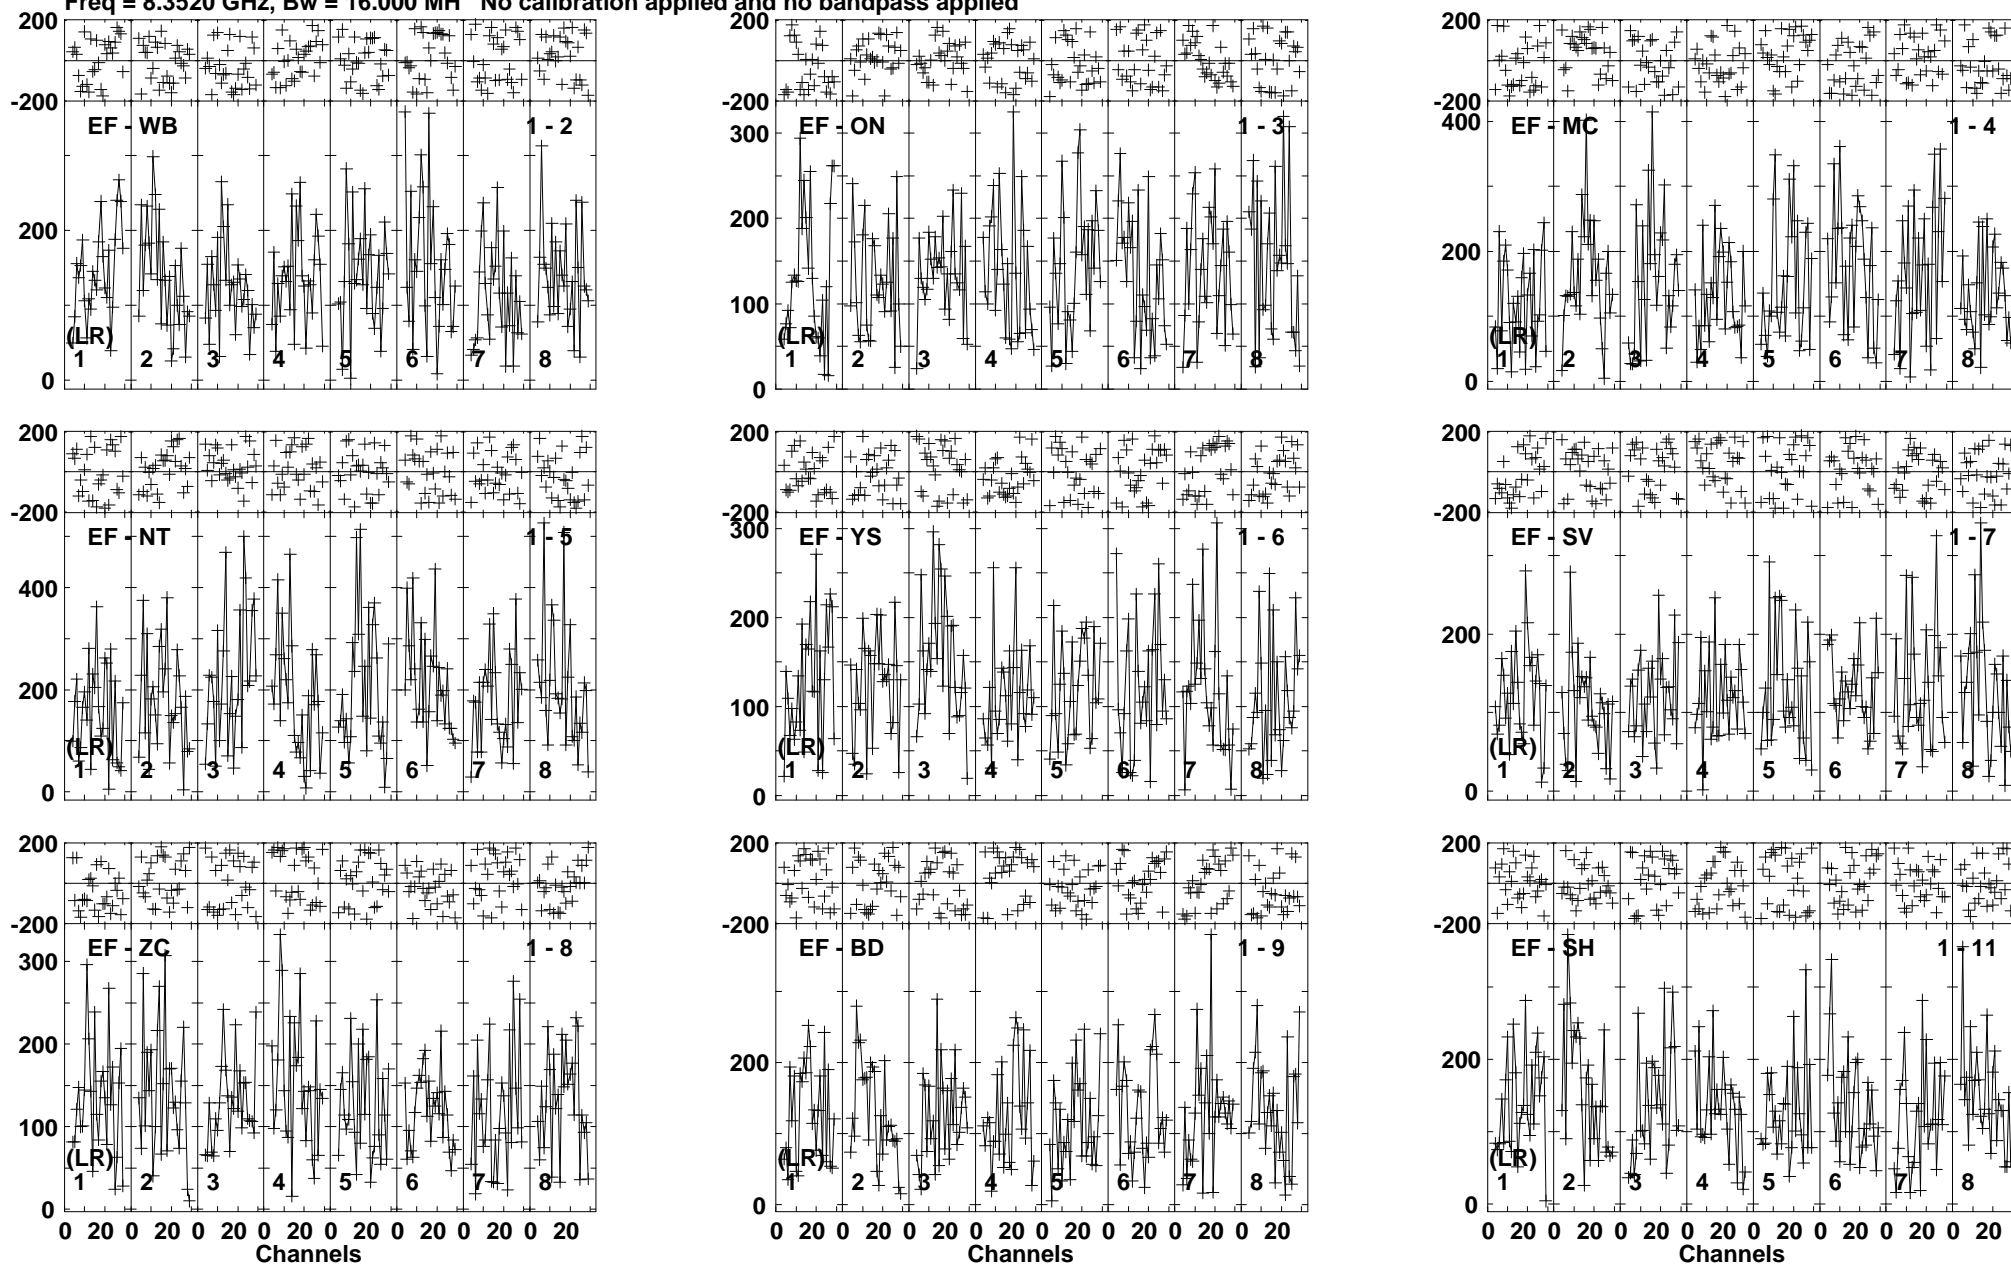 Freq = 8.3520 GHz, Bw = 16.000 MH No calibration applied and no bandpass applied
200
-200
EF - WB 1 - 2
200
0
(LR)
1 2 3 4 5 6 7 8
200
-200
EF - ON 1 - 3
300
200
100
0
(LR)
1 2 3 4 5 6 7 8
200
-200
EF - MC 1 - 4
400
200
0
(LR)
1 2 3 4 5 6 7 8
200
-200
EF - NT 1 - 5
400
200
0
(LR)
1 2 3 4 5 6 7 8
200
-200
EF - YS 1 - 6
300
200
100
0
(LR)
1 2 3 4 5 6 7 8
200
-200
EF - SV 1 - 7
200
0
(LR)
1 2 3 4 5 6 7 8
200
-200
EF - ZC 1 - 8
300
200
100
0
(LR)
1 2 3 4 5 6 7 8
0 20 0 20 0 20 0 20 0 20 0 20 0 20 0 20
Channels
200
-200
EF - BD 1 - 9
200
0
(LR)
1 2 3 4 5 6 7 8
0 20 0 20 0 20 0 20 0 20 0 20 0 20 0 20
Channels
200
-200
EF - SH 1 - 11
200
0
(LR)
1 2 3 4 5 6 7 8
0 20 0 20 0 20 0 20 0 20 0 20 0 20 0 20
Channels